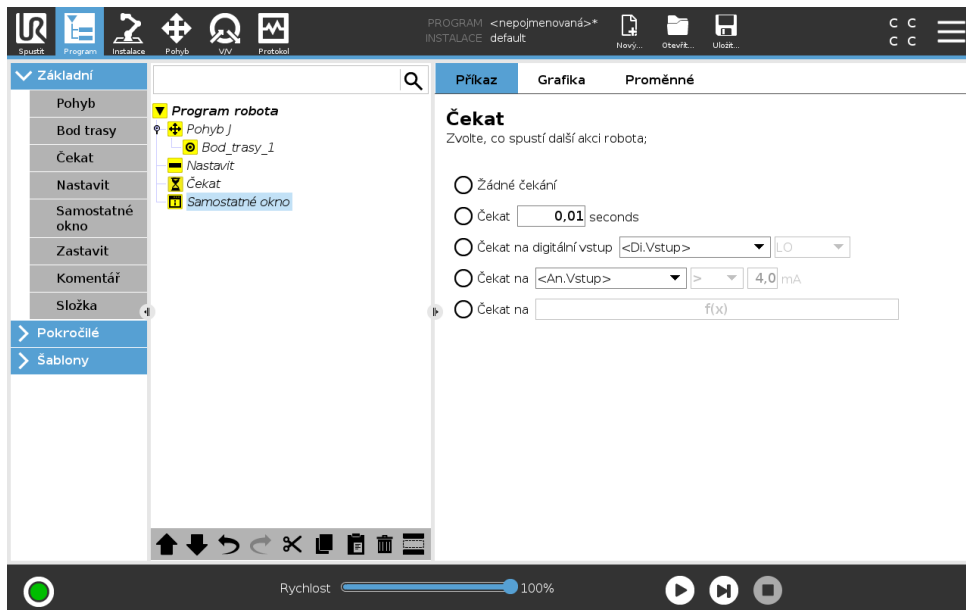 UR
PROGRAM <nepojmenovaná>*
INSTALACE default
Spustit Program Instalace Pohyb V/V Protokol
Nový... Otevřít... Uložit...
C C
C C
Základní
Pohyb
Bod trasy
Čekat
Nastavit
Samostatné
okno
Zastavit
Komentář
Složka
Pokročilé
Šablony
Program robota
Pohyb J
Bod_trasy_1
Nastavit
Čekat
Samostatné okno
Příkaz Grafika Proměnné
Čekat
Zvolte, co spustí další akci robota;
Žádné čekání
Čekat 0,01 seconds
Čekat na digitální vstup <Di.Vstup> LO
Čekat na <An.Vstup> > 4,0 mA
Čekat na f(x)
Rychlost 100%